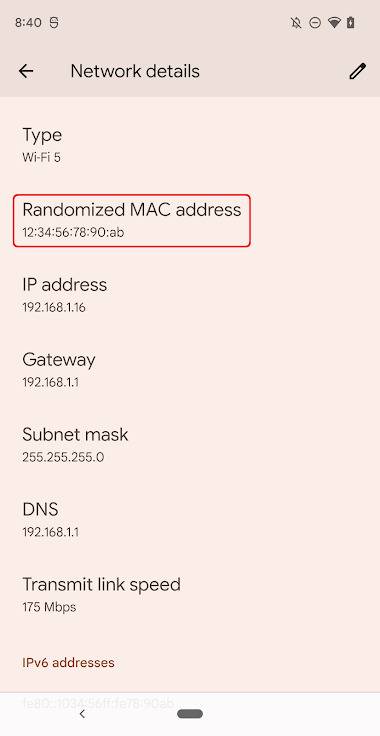 8:40
Network details
Type
Wi-Fi 5
Randomized MAC address
12:34:56:78:90:ab
IP address
192.168.1.16
Gateway
192.168.1.1
Subnet mask
255.255.255.0
DNS
192.168.1.1
Transmit link speed
175 Mbps
IPv6 addresses
fe80::1034:56ff:fe78:90ab